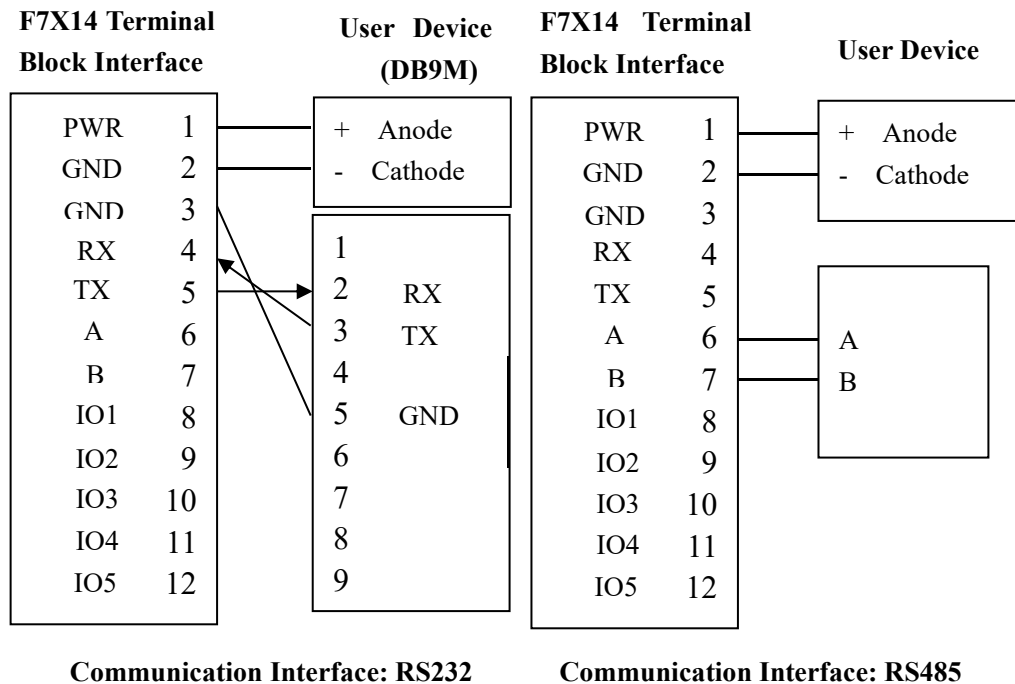 F7X14 Terminal
Block Interface
PWR 1
GND 2
GND 3
RX 4
TX 5
A 6
B 7
IO1 8
IO2 9
IO3 10
IO4 11
IO5 12
User Device
(DB9M)
+ Anode
- Cathode
1
2 RX
3 TX
4
5 GND
6
7
8
9
Communication Interface: RS232
F7X14 Terminal
Block Interface
PWR 1
GND 2
GND 3
RX 4
TX 5
A 6
B 7
IO1 8
IO2 9
IO3 10
IO4 11
IO5 12
User Device
+ Anode
- Cathode
A
B
Communication Interface: RS485